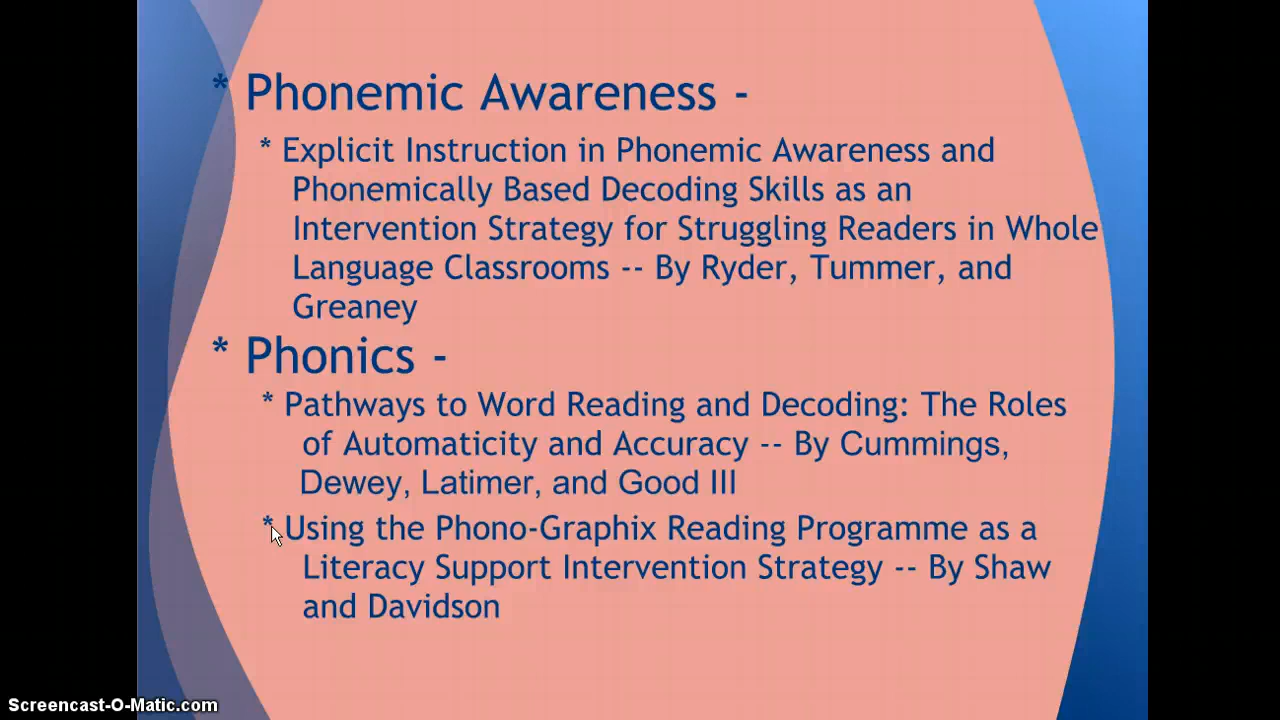 * Phonemic Awareness -
* Explicit Instruction in Phonemic Awareness and
Phonemically Based Decoding Skills as an
Intervention Strategy for Struggling Readers in Whole
Language Classrooms -- By Ryder, Tummer, and
Greaney
* Phonics -
* Pathways to Word Reading and Decoding: The Roles
of Automaticity and Accuracy -- By Cummings,
Dewey, Latimer, and Good III
* Using the Phono-Graphix Reading Programme as a
Literacy Support Intervention Strategy -- By Shaw
and Davidson
Screencast-O-Matic.com